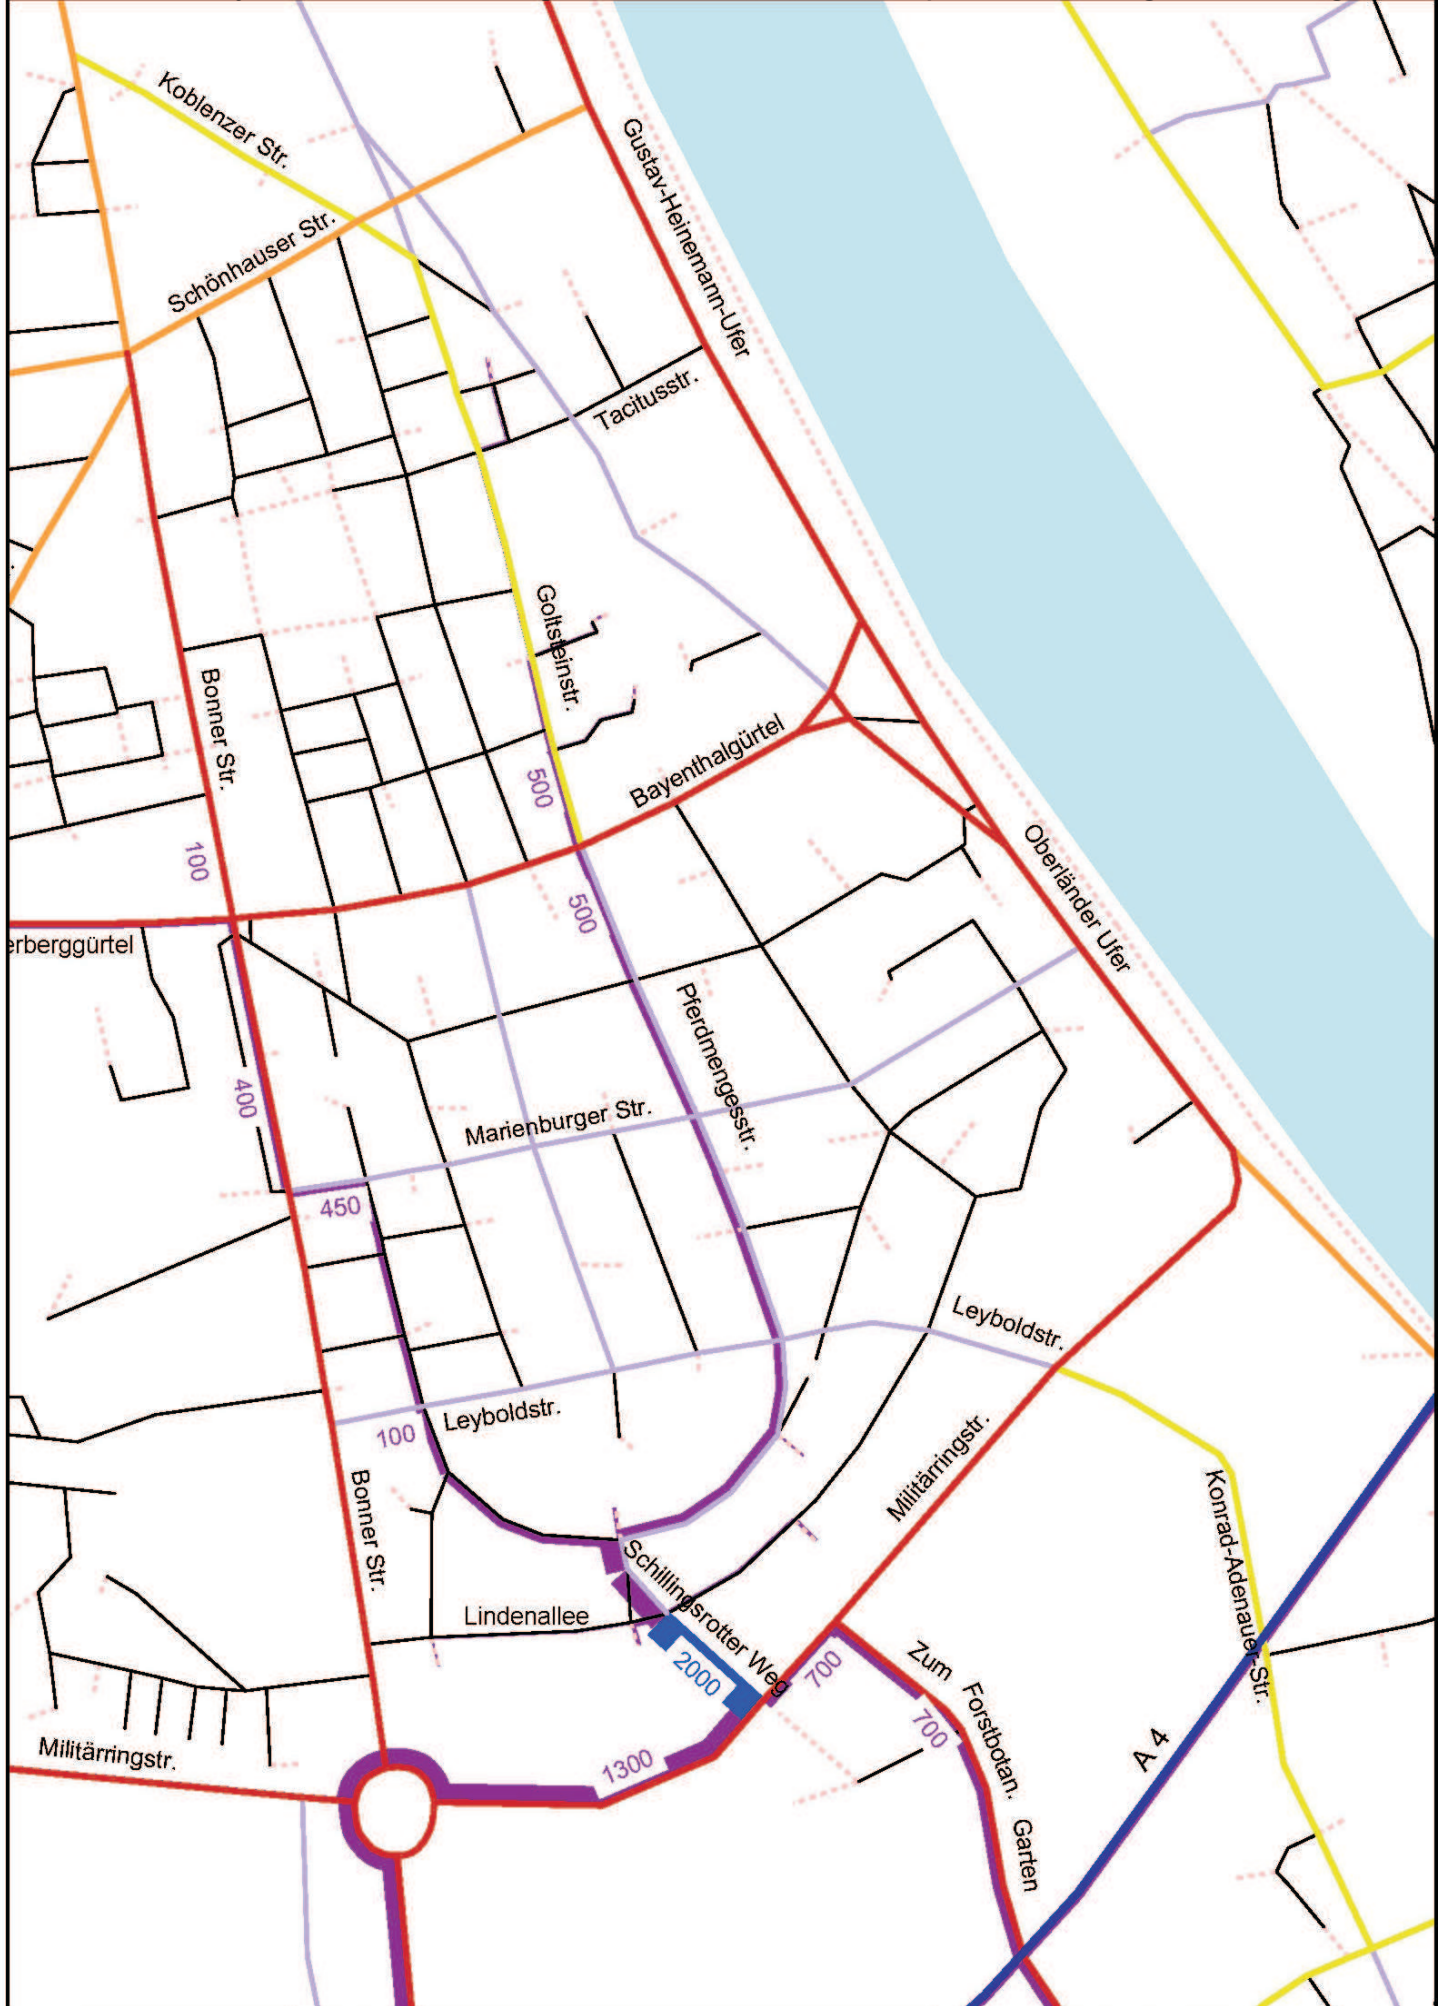 Koblenzer Str.
Gustav-Heinemann-Ufer
Schönhauser Str.
Tacitusstr.
Goltsteinstr.
Bonner Str.
500
Bayenthalgürtel
100
Oberländer Ufer
500
erberggürtel
Pferdmengesstr.
400
Marienburger Str.
450
Leyboldstr.
Leyboldstr.
100
Militärringstr.
Bonner Str.
Konrad-Adenauer-Str.
Schillingsrotter Weg
Lindenallee
2000
700
Zum
Forstbotan.
Garten
700
A 4
Militärringstr.
1300